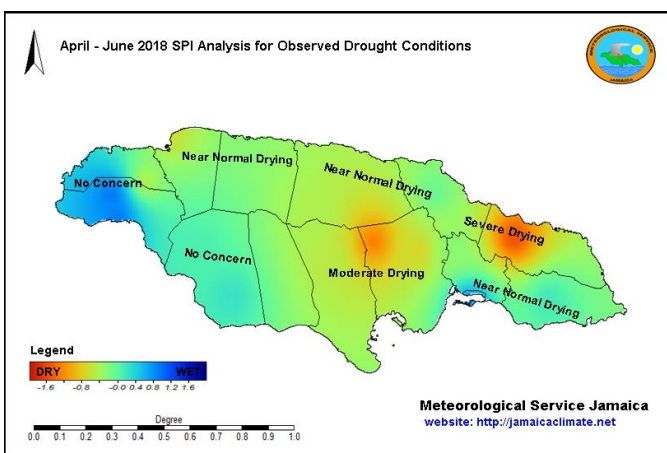 April - June 2018 SPI Analysis for Observed Drought Conditions
METEOROLOGICAL SERVICE
JAMAICA
Near Normal Drying
Near Normal Drying
No Concern
Severe Drying
No Concern
Moderate Drying
Near Normal Drying
Legend
DRY WET
-1.6 -0.8 -0.0 0.4 0.8 1.2 1.6
Degree
0.0 0.1 0.2 0.3 0.4 0.5 0.6 0.7 0.8 0.9 1.0
Meteorological Service Jamaica
website: http://jamaicaclimate.net